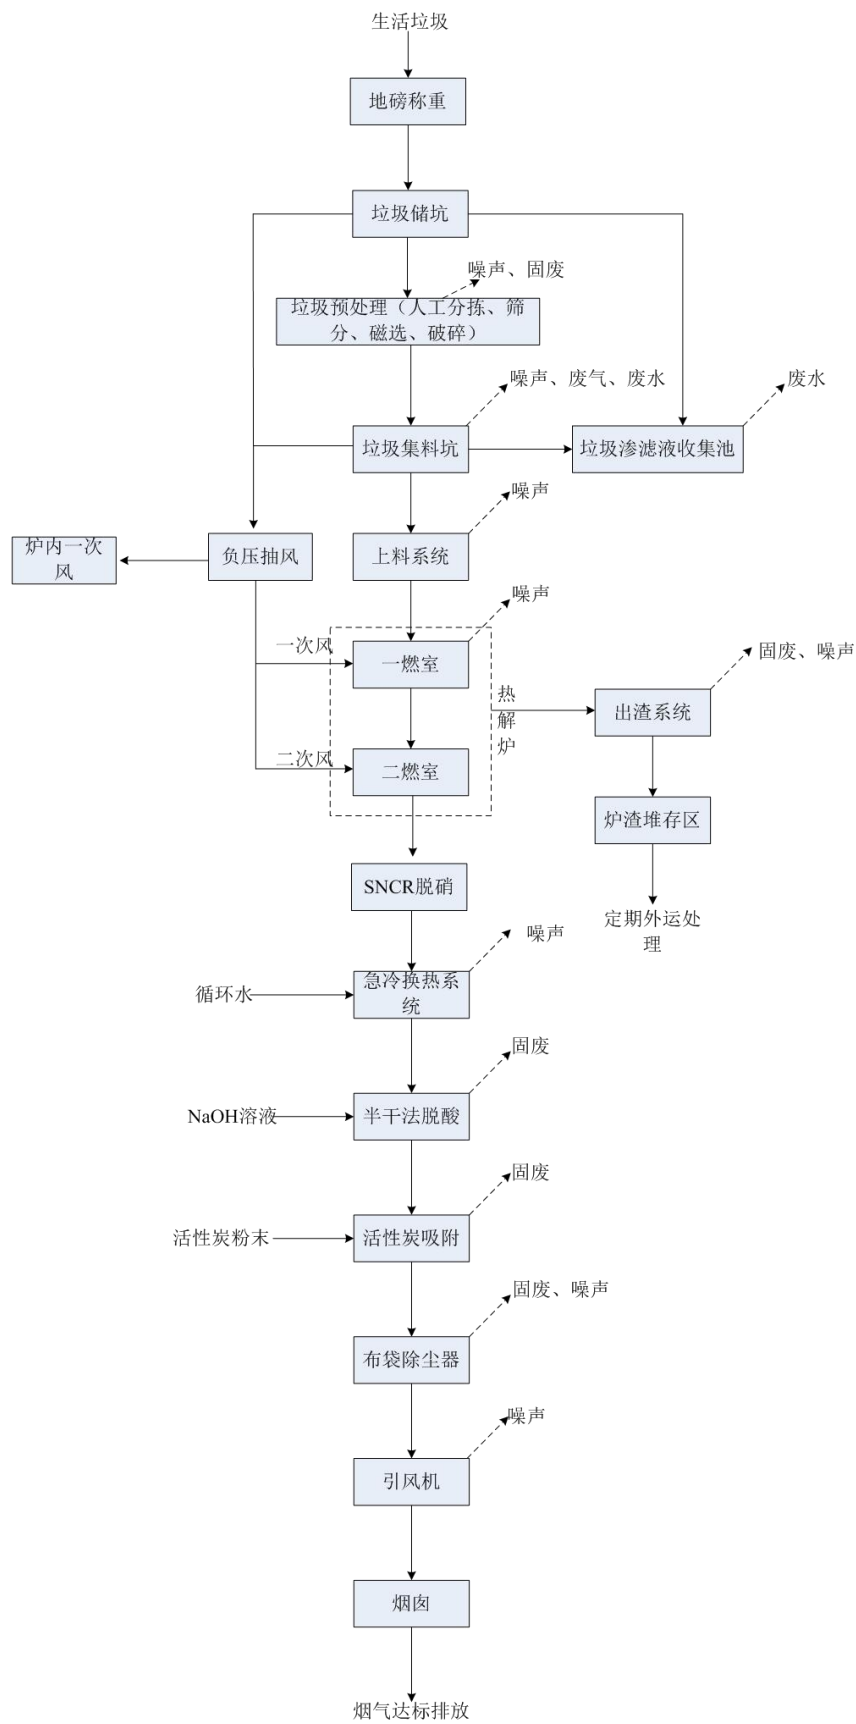 生活垃圾
地磅称重
垃圾储坑
噪声、固废
垃圾预处理（人工分拣、筛
分、磁选、破碎）
噪声、废气、废水
废水
垃圾集料坑
垃圾渗滤液收集池
噪声
炉内一次
风
负压抽风
上料系统
噪声
一次风
一燃室
固废、噪声
热
解
炉
出渣系统
二次风
二燃室
炉渣堆存区
SNCR脱硝
定期外运处
理
噪声
循环水
急冷换热系
统
固废
NaOH溶液
半干法脱酸
固废
活性炭粉末
活性炭吸附
固废、噪声
布袋除尘器
噪声
引风机
烟囱
烟气达标排放